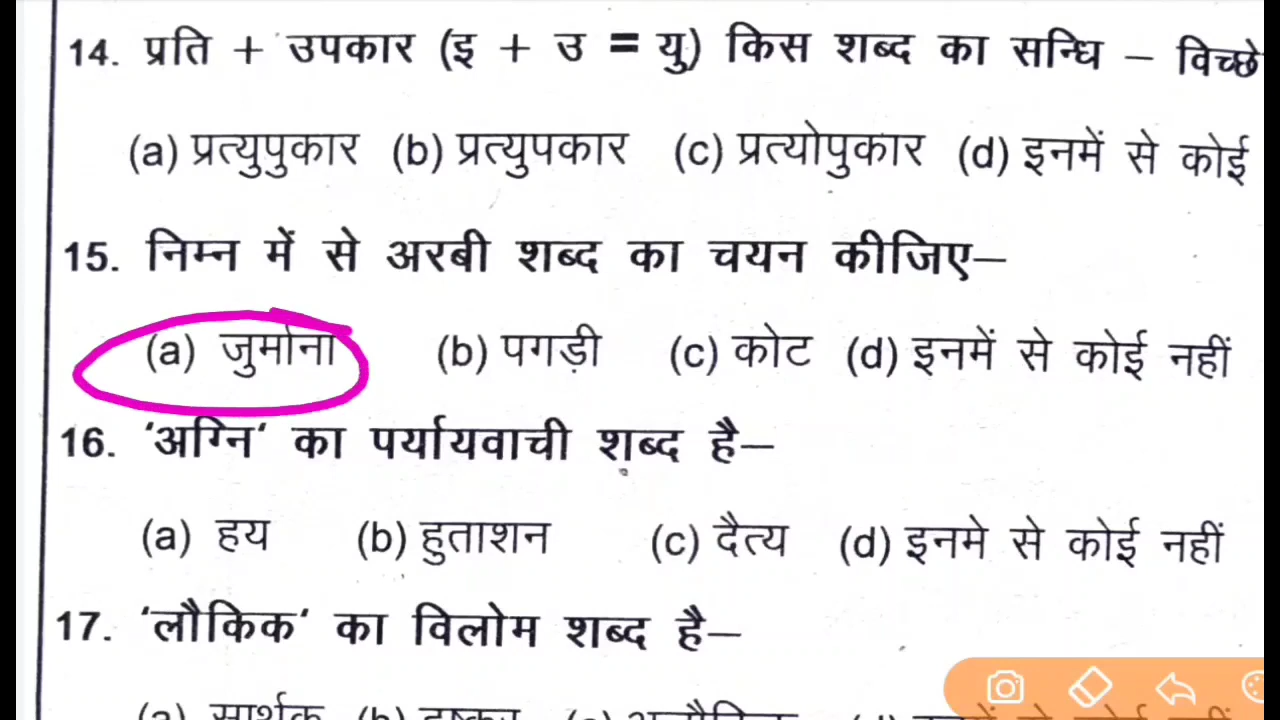 14. प्रति + उपकार (इ + उ = यु) किस शब्द का सन्धि – विच्छे
(a) प्रत्युपुकार (b) प्रत्युपकार (c) प्रत्योपुकार (d) इनमें से कोई
15. निम्न में से अरबी शब्द का चयन कीजिए–
(a) जुर्माना (b) पगड़ी (c) कोट (d) इनमें से कोई नहीं
16. 'अग्नि' का पर्यायवाची शब्द है–
(a) हय (b) हुताशन (c) दैत्य (d) इनमे से कोई नहीं
17. 'लौकिक' का विलोम शब्द है–
(a) सार्थक (b)